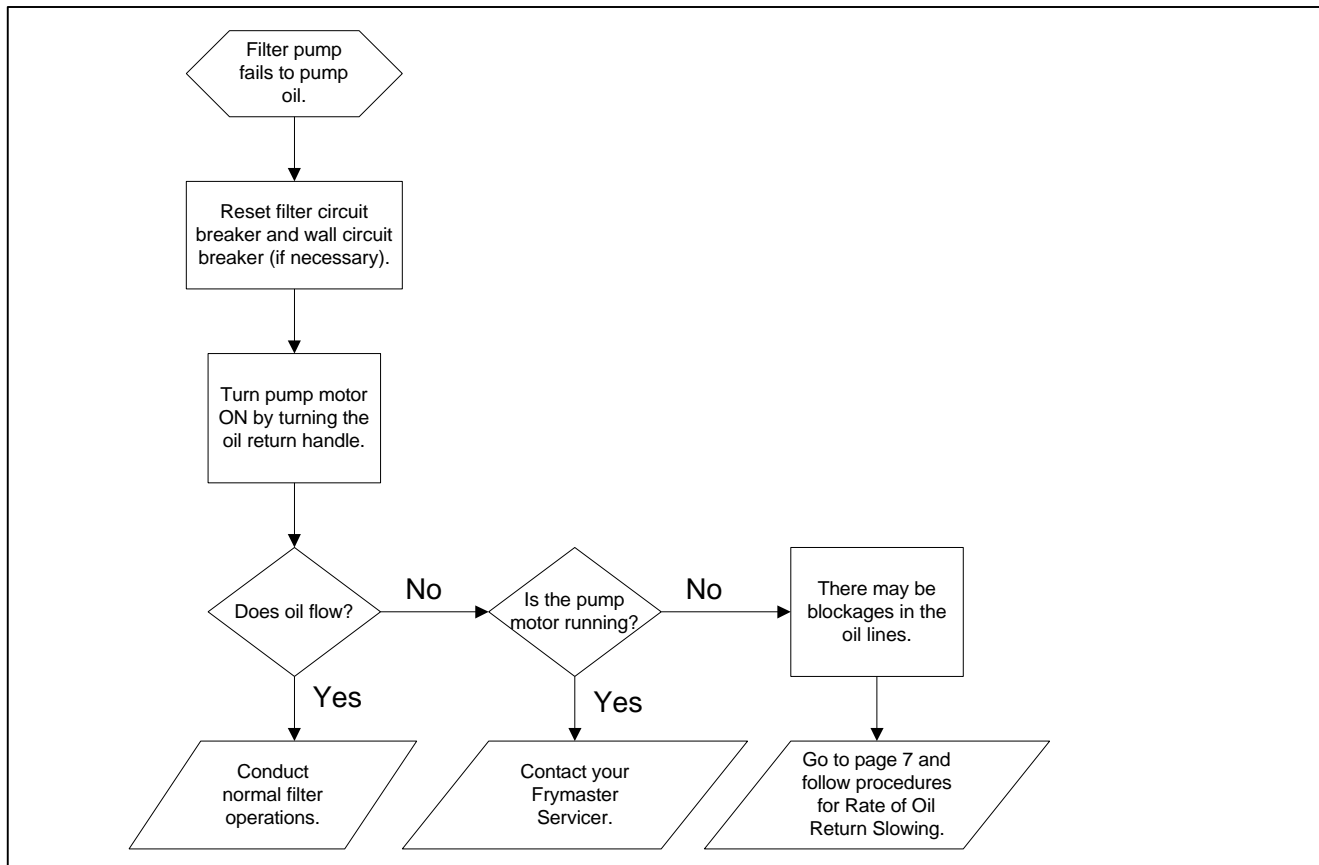 Filter pump
fails to pump
oil.
Reset filter circuit
breaker and wall circuit
breaker (if necessary).
Turn pump motor
ON by turning the
oil return handle.
Does oil flow?
No
Is the pump
motor running?
No
There may be
blockages in the
oil lines.
Yes
Yes
Conduct
normal filter
operations.
Contact your
Frymaster
Servicer.
Go to page 7 and
follow procedures
for Rate of Oil
Return Slowing.